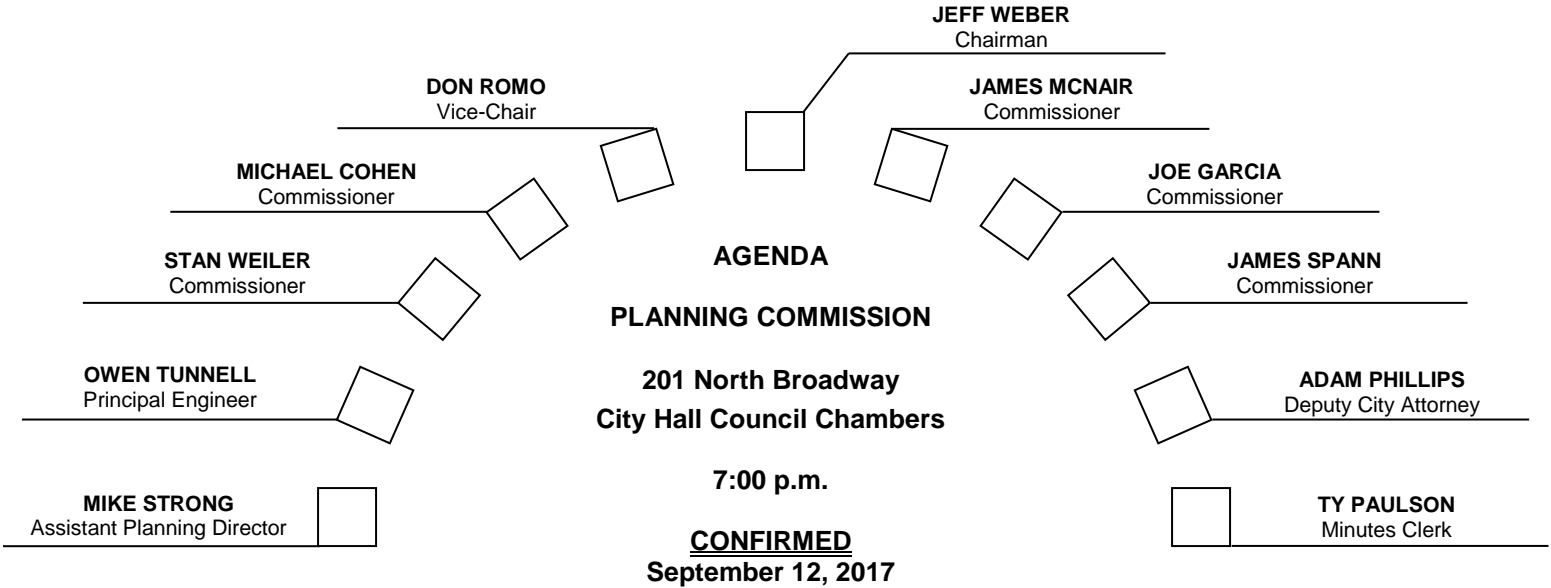 JEFF WEBER
Chairman
DON ROMO
Vice-Chair
JAMES MCNAIR
Commissioner
MICHAEL COHEN
Commissioner
JOE GARCIA
Commissioner
STAN WEILER
Commissioner
JAMES SPANN
Commissioner
OWEN TUNNELL
Principal Engineer
ADAM PHILLIPS
Deputy City Attorney
MIKE STRONG
Assistant Planning Director
TY PAULSON
Minutes Clerk
AGENDA
PLANNING COMMISSION
201 North Broadway
City Hall Council Chambers
7:00 p.m.
CONFIRMED
September 12, 2017